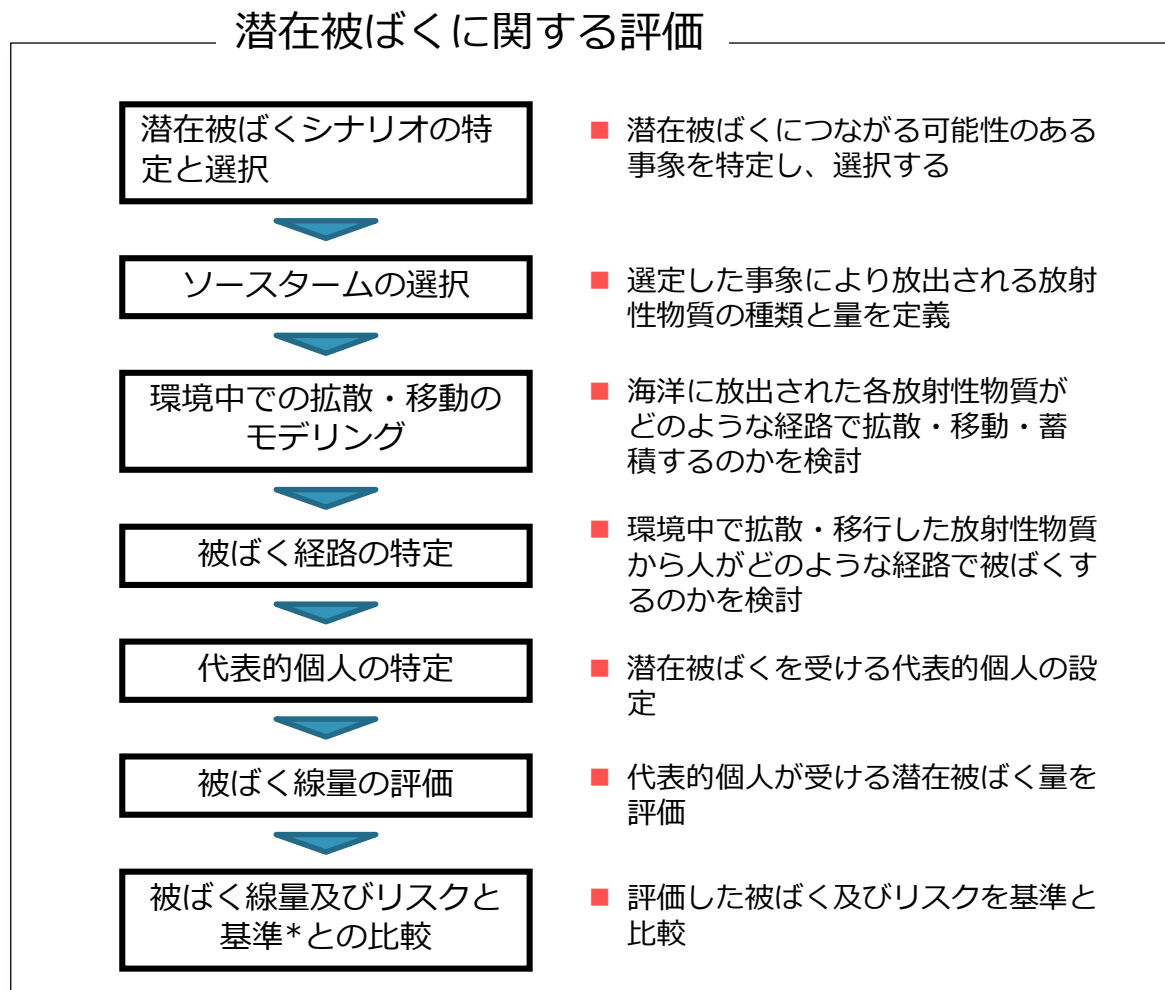 潜在被ばくに関する評価
潜在被ばくシナリオの特
定と選択
■ 潜在被ばくにつながる可能性のある
事象を特定し、選択する
ソースタームの選択
■ 選定した事象により放出される放射
性物質の種類と量を定義
環境中での拡散・移動の
モデリング
■ 海洋に放出された各放射性物質が
どのような経路で拡散・移動・蓄
積するのかを検討
被ばく経路の特定
■ 環境中で拡散・移行した放射性物質
から人がどのような経路で被ばくす
るのかを検討
代表的個人の特定
■ 潜在被ばくを受ける代表的個人の設
定
被ばく線量の評価
■ 代表的個人が受ける潜在被ばく量を
評価
被ばく線量及びリスクと
基準*との比較
■ 評価した被ばく及びリスクを基準と
比較